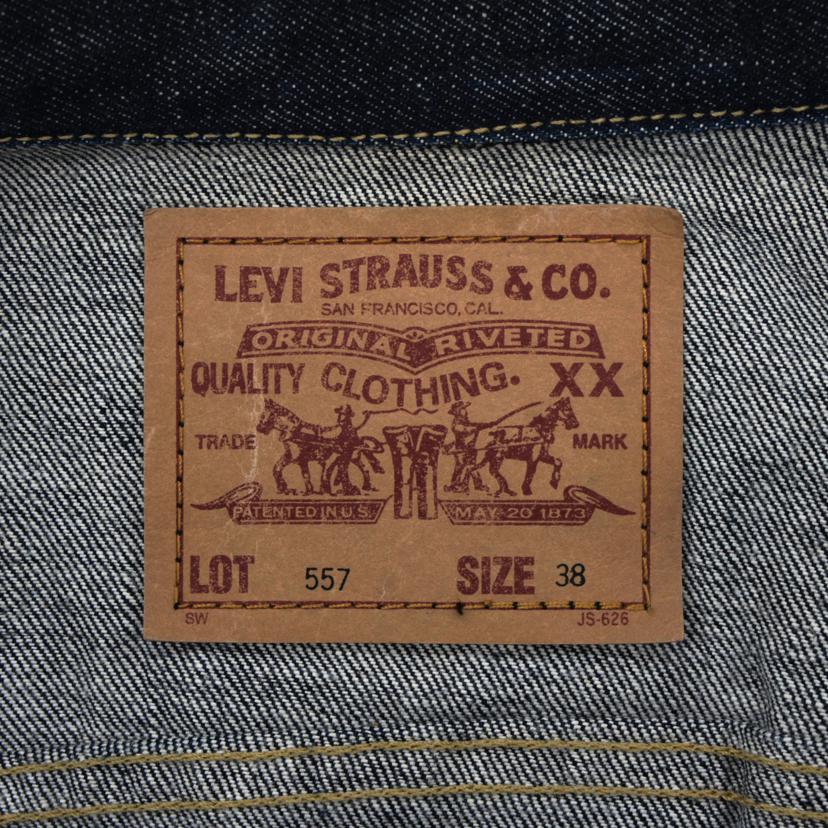 LEVI STRAUSS & CO.
SAN FRANCISCO, CAL.
ORIGINAL RIVETED
QUALITY CLOTHING. XX
TRADE MARK
PATENTED IN U.S. MAY 20 1873
LOT 557 SIZE 38
SW JS-626